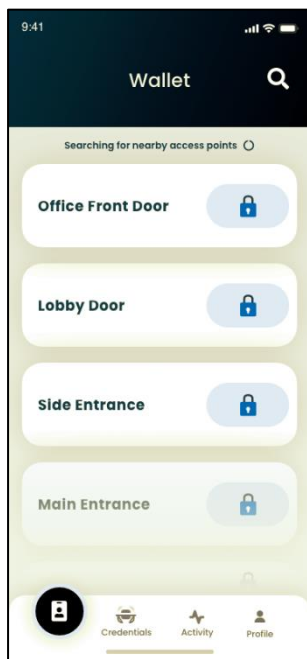 9:41
Wallet
Searching for nearby access points
Office Front Door
Lobby Door
Side Entrance
Main Entrance
Credentials
Activity
Profile